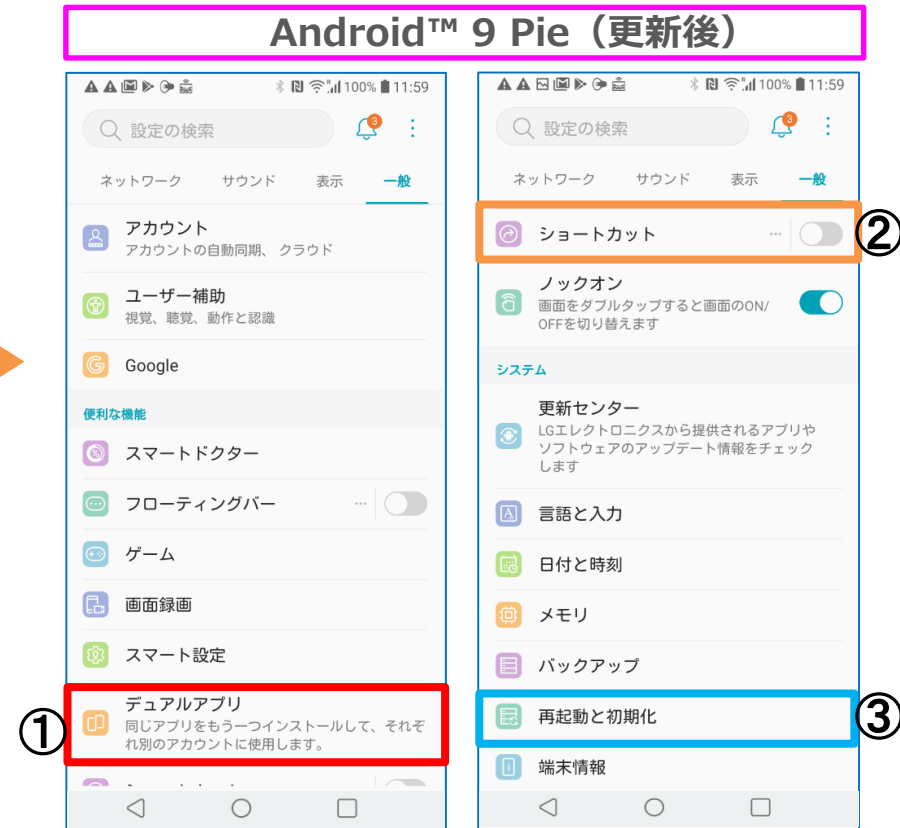 Android™ 9 Pie（更新後）
100% 11:59
設定の検索
3
ネットワーク サウンド 表示 一般
アカウント
アカウントの自動同期、 クラウド
ユーザー補助
視覚、聴覚、動作と認識
Google
便利な機能
スマートドクター
フローティングバー
ゲーム
画面録画
スマート設定
①
デュアルアプリ
同じアプリをもう一つインストールして、それぞ
れ別のアカウントに使用します。
100% 11:59
設定の検索
3
ネットワーク サウンド 表示 一般
ショートカット
②
ノックオン
画面をダブルタップすると画面のON/
OFFを切り替えます
システム
更新センター
LGエレクトロニクスから提供されるアプリや
ソフトウェアのアップデート情報をチェック
します
言語と入力
日付と時刻
メモリ
バックアップ
再起動と初期化
③
端末情報